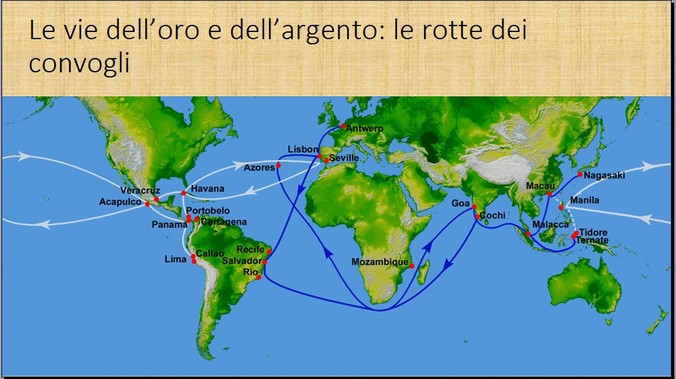 Le vie dell’oro e dell’argento: le rotte dei
convogli
Antwerp
Lisbon
Seville
Azores
Nagasaki
Veracruz
Havana
Macau
Acapulco
Goa
Manila
Portobelo
Cochi
Panama
Cartagena
Malacca
Tidore
Ternate
Recife
Lima
Callao
Salvador
Mozambique
Rio